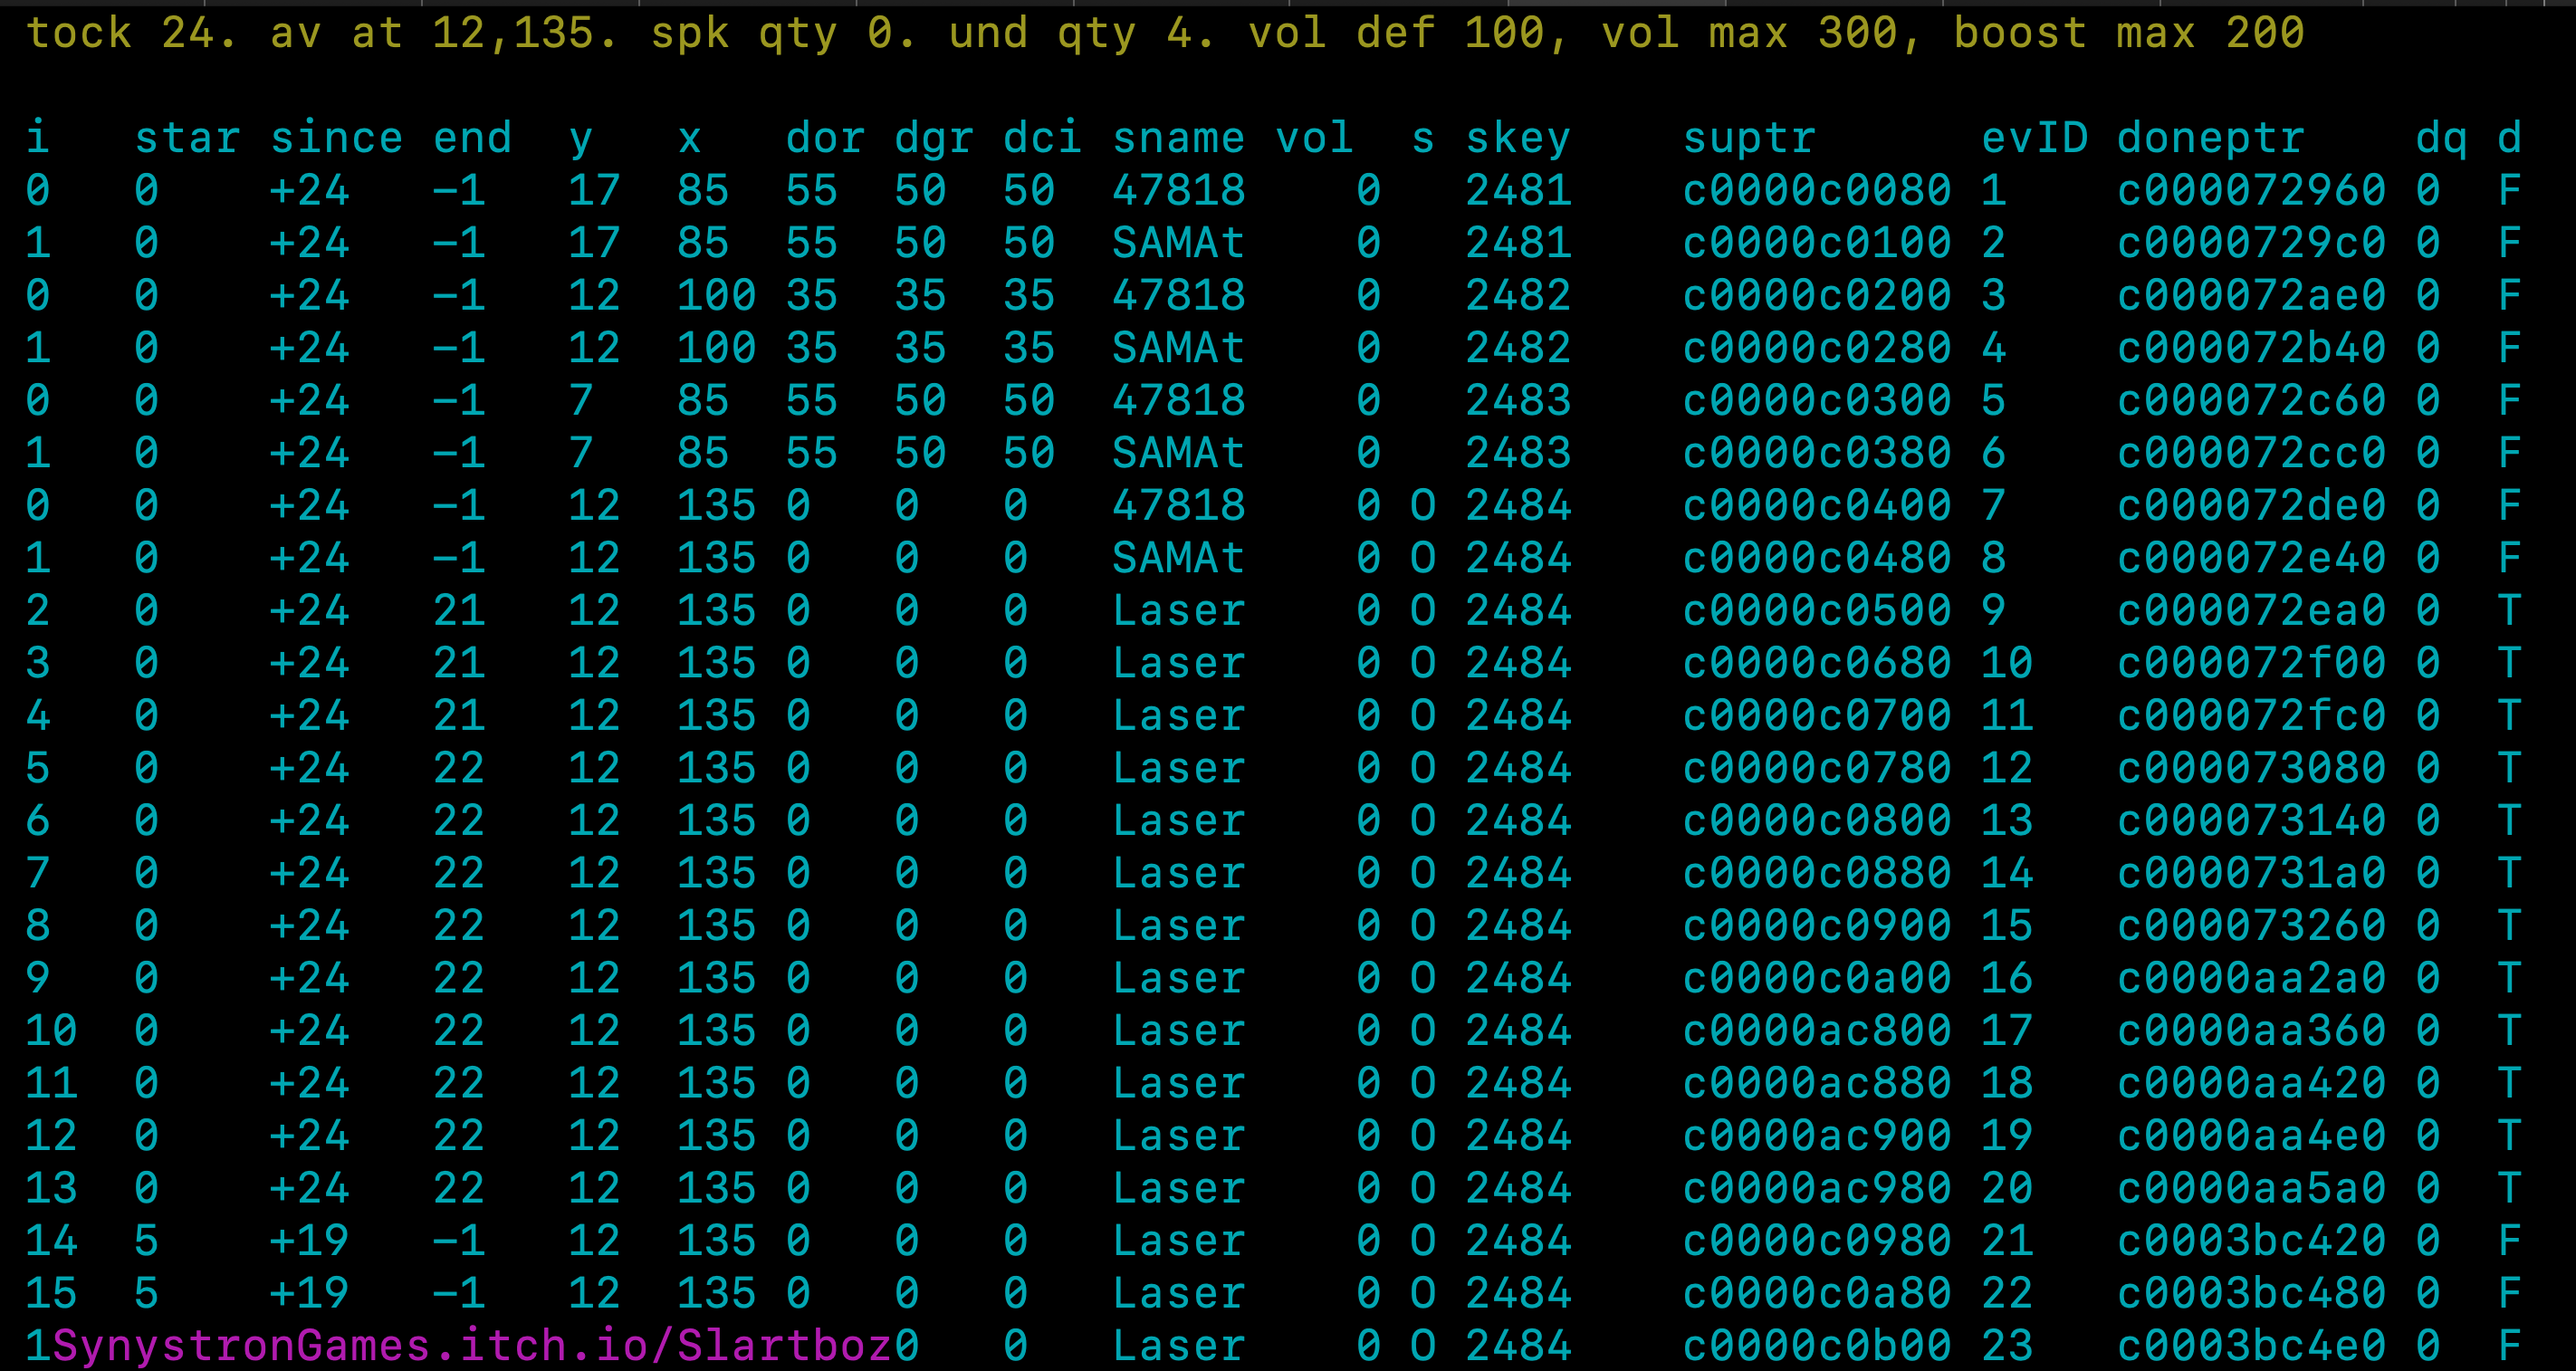 tock 24. av at 12,135. spk qty 0. und qty 4. vol def 100, vol max 300, boost max 200
i star since end y x dor dgr dci sname vol s skey suptr evID doneptr dq d
0 0 +24 -1 17 85 55 50 50 47818 0 2481 c0000c0080 1 c000072960 0 F
1 0 +24 -1 17 85 55 50 50 SAMAt 0 2481 c0000c0100 2 c0000729c0 0 F
0 0 +24 -1 12 100 35 35 35 47818 0 2482 c0000c0200 3 c000072ae0 0 F
1 0 +24 -1 12 100 35 35 35 SAMAt 0 2482 c0000c0280 4 c000072b40 0 F
0 0 +24 -1 7 85 55 50 50 47818 0 2483 c0000c0300 5 c000072c60 0 F
1 0 +24 -1 7 85 55 50 50 SAMAt 0 2483 c0000c0380 6 c000072cc0 0 F
0 0 +24 -1 12 135 0 0 0 47818 0 O 2484 c0000c0400 7 c000072de0 0 F
1 0 +24 -1 12 135 0 0 0 SAMAt 0 O 2484 c0000c0480 8 c000072e40 0 F
2 0 +24 21 12 135 0 0 0 Laser 0 O 2484 c0000c0500 9 c000072ea0 0 T
3 0 +24 21 12 135 0 0 0 Laser 0 O 2484 c0000c0680 10 c000072f00 0 T
4 0 +24 21 12 135 0 0 0 Laser 0 O 2484 c0000c0700 11 c000072fc0 0 T
5 0 +24 22 12 135 0 0 0 Laser 0 O 2484 c0000c0780 12 c000073080 0 T
6 0 +24 22 12 135 0 0 0 Laser 0 O 2484 c0000c0800 13 c000073140 0 T
7 0 +24 22 12 135 0 0 0 Laser 0 O 2484 c0000c0880 14 c0000731a0 0 T
8 0 +24 22 12 135 0 0 0 Laser 0 O 2484 c0000c0900 15 c000073260 0 T
9 0 +24 22 12 135 0 0 0 Laser 0 O 2484 c0000c0a00 16 c0000aa2a0 0 T
10 0 +24 22 12 135 0 0 0 Laser 0 O 2484 c0000ac800 17 c0000aa360 0 T
11 0 +24 22 12 135 0 0 0 Laser 0 O 2484 c0000ac880 18 c0000aa420 0 T
12 0 +24 22 12 135 0 0 0 Laser 0 O 2484 c0000ac900 19 c0000aa4e0 0 T
13 0 +24 22 12 135 0 0 0 Laser 0 O 2484 c0000ac980 20 c0000aa5a0 0 T
14 5 +19 -1 12 135 0 0 0 Laser 0 O 2484 c0000c0980 21 c0003bc420 0 F
15 5 +19 -1 12 135 0 0 0 Laser 0 O 2484 c0000c0a80 22 c0003bc480 0 F
1SynystronGames.itch.io/Slartboz0 0 Laser 0 O 2484 c0000c0b00 23 c0003bc4e0 0 F